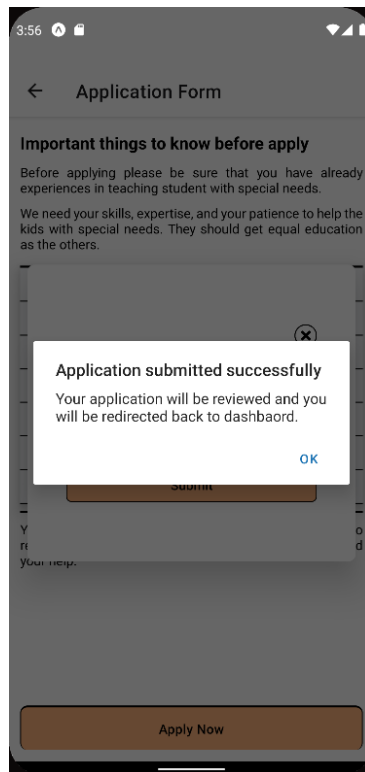 3:56
Application Form
Important things to know before apply
Before applying please be sure that you have already
experiences in teaching student with special needs.
We need your skills, expertise, and your patience to help the
kids with special needs. They should get equal education
as the others.
Application submitted successfully
Your application will be reviewed and you
will be redirected back to dashbaord.
OK
Submit
your help.
Apply Now